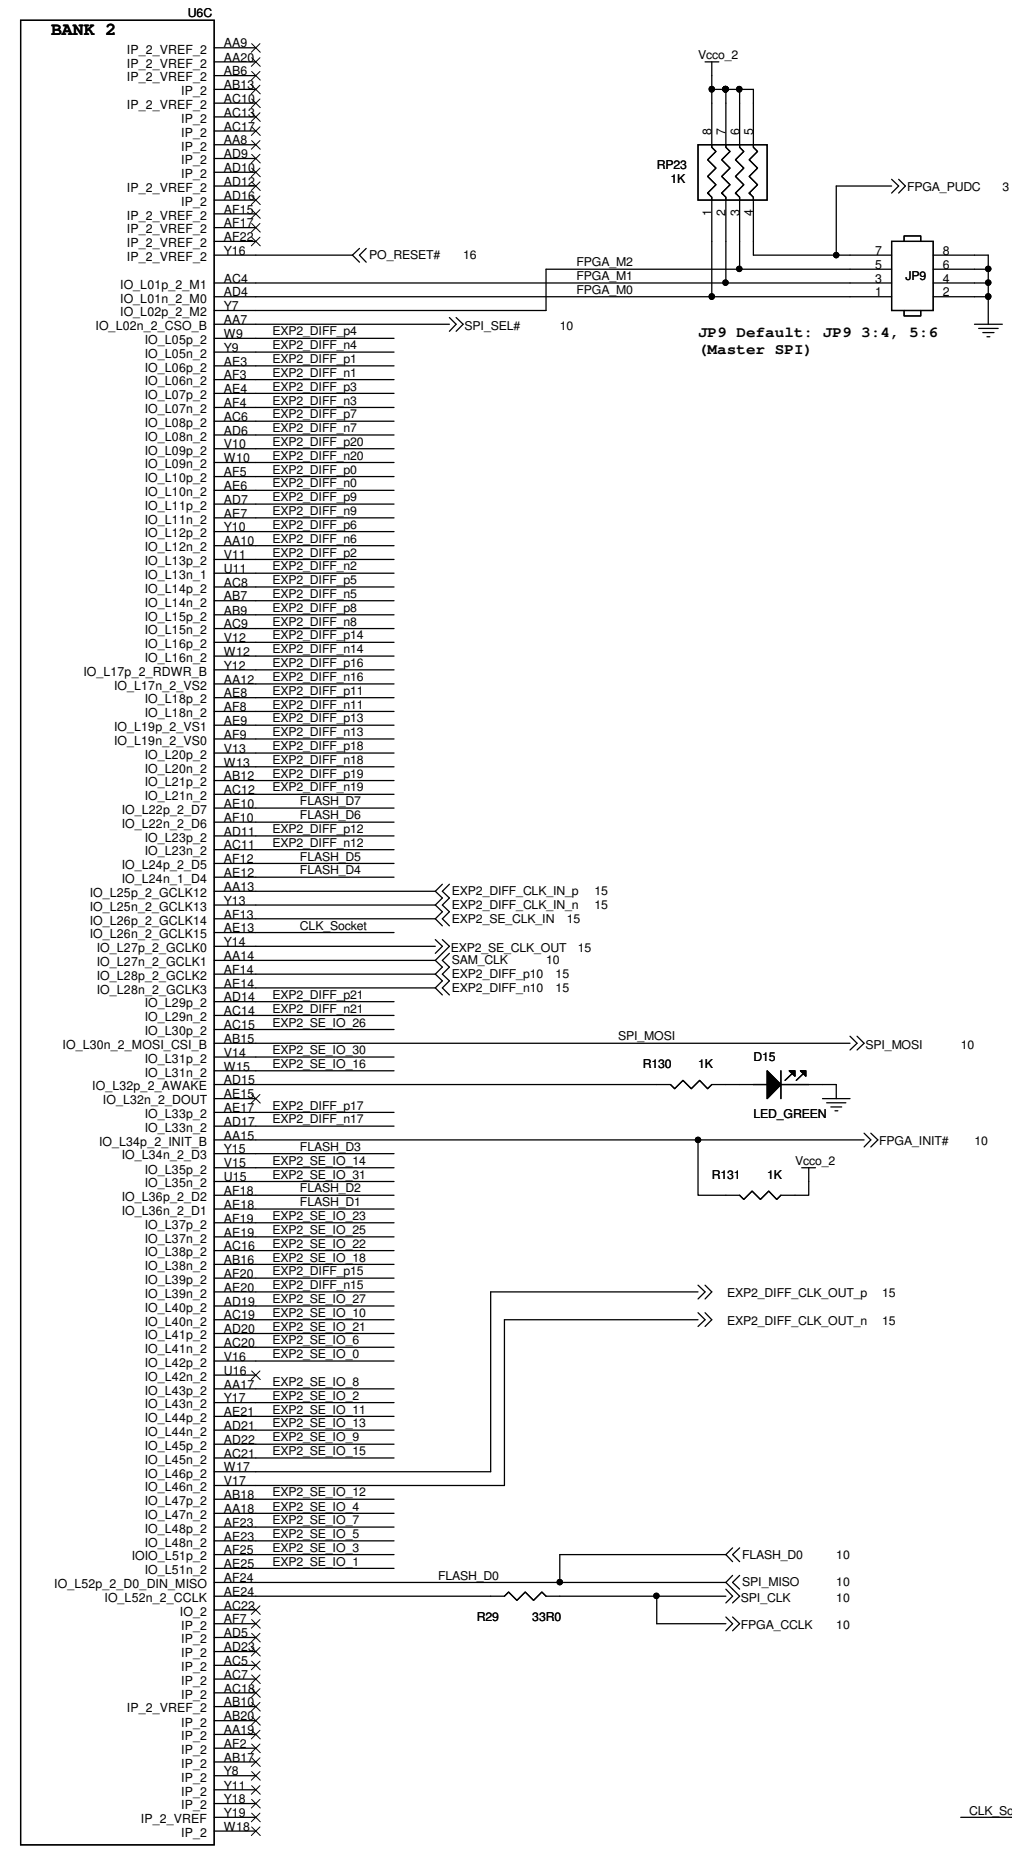 U6C
BANK 2
IP_2_VREF_2 AA9
IP_2_VREF_2 AA20
IP_2_VREF_2 AB6
IP_2 AB13
IP_2_VREF_2 AC10
IP_2 AC13
IP_2 AC17
IP_2 AA8
IP_2 AD9
IP_2 AD10
IP_2_VREF_2 AD12
IP_2 AD16
IP_2_VREF_2 AF15
IP_2_VREF_2 AF17
IP_2_VREF_2 AF22
Y16 PO_RESET# 16
IO_L01p_2_M1 AC4
IO_L01n_2_M0 AD4
IO_L02p_2_M2 Y7
IO_L02n_2_CSO_B AA7 SPI_SEL# 10
IO_L05p_2 W9 EXP2_DIFF_p4
IO_L05n_2 Y9 EXP2_DIFF_n4
IO_L06p_2 AE3 EXP2_DIFF_p1
IO_L06n_2 AF3 EXP2_DIFF_n1
IO_L07p_2 AE4 EXP2_DIFF_p3
IO_L07n_2 AF4 EXP2_DIFF_n3
IO_L08p_2 AC6 EXP2_DIFF_p7
IO_L08n_2 AD6 EXP2_DIFF_n7
IO_L09p_2 V10 EXP2_DIFF_p20
IO_L09n_2 W10 EXP2_DIFF_n20
IO_L10p_2 AF5 EXP2_DIFF_p0
IO_L10n_2 AE6 EXP2_DIFF_n0
IO_L11p_2 AD7 EXP2_DIFF_p9
IO_L11n_2 AE7 EXP2_DIFF_n9
IO_L12p_2 Y10 EXP2_DIFF_p6
IO_L12n_2 AA10 EXP2_DIFF_n6
IO_L13p_2 V11 EXP2_DIFF_p2
IO_L13n_1 U11 EXP2_DIFF_n2
IO_L14p_2 AC8 EXP2_DIFF_p5
IO_L14n_2 AB7 EXP2_DIFF_n5
IO_L15p_2 AB9 EXP2_DIFF_p8
IO_L15n_2 AC9 EXP2_DIFF_n8
IO_L16p_2 V12 EXP2_DIFF_p14
IO_L16n_2 W12 EXP2_DIFF_n14
IO_L17p_2_RDWR_B Y12 EXP2_DIFF_p16
IO_L17n_2_VS2 AA12 EXP2_DIFF_n16
IO_L18p_2 AE8 EXP2_DIFF_p11
IO_L18n_2 AF8 EXP2_DIFF_n11
IO_L19p_2_VS1 AE9 EXP2_DIFF_p13
IO_L19n_2_VS0 AF9 EXP2_DIFF_n13
IO_L20p_2 V13 EXP2_DIFF_p18
IO_L20n_2 W13 EXP2_DIFF_n18
IO_L21p_2 AB12 EXP2_DIFF_p19
IO_L21n_2 AC12 EXP2_DIFF_n19
IO_L22p_2_D7 AE10 FLASH_D7
IO_L22n_2_D6 AF10 FLASH_D6
IO_L23p_2 AD11 EXP2_DIFF_p12
IO_L23n_2 AC11 EXP2_DIFF_n12
IO_L24p_2_D5 AF12 FLASH_D5
IO_L24n_1_D4 AE12 FLASH_D4
IO_L25p_2_GCLK12 AA13 EXP2_DIFF_CLK_IN_p 15
IO_L25n_2_GCLK13 Y13 EXP2_DIFF_CLK_IN_n 15
IO_L26p_2_GCLK14 AF13 EXP2_SE_CLK_IN 15
IO_L26n_2_GCLK15 AE13 CLK_Socket
IO_L27p_2_GCLK0 Y14 EXP2_SE_CLK_OUT 15
IO_L27n_2_GCLK1 AA14 SAM_CLK 10
IO_L28p_2_GCLK2 AF14 EXP2_DIFF_p10 15
IO_L28n_2_GCLK3 AE14 EXP2_DIFF_n10 15
IO_L29p_2 AD14 EXP2_DIFF_p21
IO_L29n_2 AC14 EXP2_DIFF_n21
IO_L30p_2 AC15 EXP2_SE_IO_26
IO_L30n_2_MOSI_CSI_B AB15 SPI_MOSI SPI_MOSI 10
IO_L31p_2 V14 EXP2_SE_IO_30
IO_L31n_2 W15 EXP2_SE_IO_16
IO_L32p_2_AWAKE AD15 R130 1K D15 LED_GREEN
IO_L32n_2_DOUT AE15
IO_L33p_2 AE17 EXP2_DIFF_p17
IO_L33n_2 AD17 EXP2_DIFF_n17
IO_L34p_2_INIT_B AA15 FPGA_INIT# 10
IO_L34n_2_D3 Y15 FLASH_D3
IO_L35p_2 V15 EXP2_SE_IO_14
IO_L35n_2 U15 EXP2_SE_IO_31
R131 1K Vcco_2
IO_L36p_2_D2 AF18 FLASH_D2
IO_L36n_2_D1 AE18 FLASH_D1
IO_L37p_2 AF19 EXP2_SE_IO_23
IO_L37n_2 AE19 EXP2_SE_IO_25
IO_L38p_2 AC16 EXP2_SE_IO_22
IO_L38n_2 AB16 EXP2_SE_IO_18
IO_L39p_2 AF20 EXP2_DIFF_p15
IO_L39n_2 AE20 EXP2_DIFF_n15
IO_L40p_2 AD19 EXP2_SE_IO_27
IO_L40n_2 AC19 EXP2_SE_IO_10
IO_L41p_2 AD20 EXP2_SE_IO_21
IO_L41n_2 AC20 EXP2_SE_IO_6
IO_L42p_2 V16 EXP2_SE_IO_0
IO_L42n_2 U16
IO_L43p_2 AA17 EXP2_SE_IO_8
IO_L43n_2 Y17 EXP2_SE_IO_2
IO_L44p_2 AE21 EXP2_SE_IO_11
IO_L44n_2 AD21 EXP2_SE_IO_13
IO_L45p_2 AD22 EXP2_SE_IO_9
IO_L45n_2 AC21 EXP2_SE_IO_15
IO_L46p_2 W17 EXP2_DIFF_CLK_OUT_p 15
IO_L46n_2 V17 EXP2_DIFF_CLK_OUT_n 15
IO_L47p_2 AB18 EXP2_SE_IO_12
IO_L47n_2 AA18 EXP2_SE_IO_4
IO_L48p_2 AF23 EXP2_SE_IO_7
IO_L48n_2 AE23 EXP2_SE_IO_5
IOIO_L51p_2 AF25 EXP2_SE_IO_3
IO_L51n_2 AE25 EXP2_SE_IO_1
FLASH_D0 10
IO_L52p_2_D0_DIN_MISO AF24 FLASH_D0 SPI_MISO 10
IO_L52n_2_CCLK AE24 R29 33R0 SPI_CLK 10
FPGA_CCLK 10
IO_2 AC22
IP_2 AF7
IP_2 AD5
IP_2 AD23
IP_2 AC5
IP_2 AC7
IP_2 AC18
IP_2_VREF_2 AB10
IP_2 AB20
IP_2 AA19
IP_2 AF2
IP_2 AB17
IP_2 Y8
IP_2 Y11
IP_2 Y18
IP_2_VREF Y19
IP_2 W18
Vcco_2
8 7 6 5
RP23
1K
1 2 3 4
FPGA_PUDC 3
7 8
FPGA_M2 5 6
FPGA_M1 3 JP9 4
FPGA_M0 1 2
JP9 Default: JP9 3:4, 5:6
(Master SPI)
CLK_So